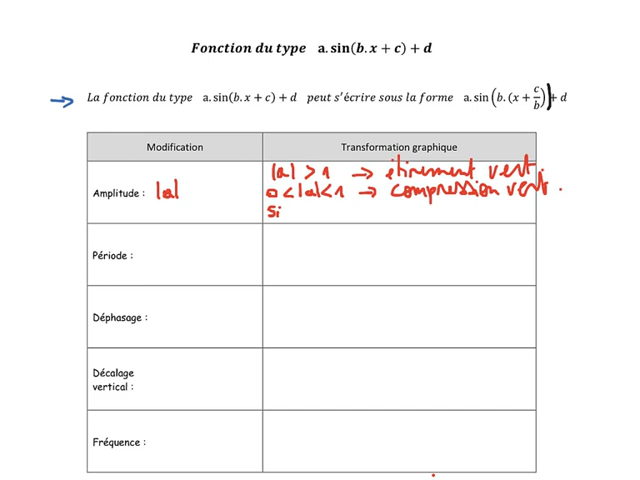 Fonction du type a.sin(b.x + c) + d
La fonction du type a.sin(b.x + c) + d peut s'écrire sous la forme a.sin(b.(x + c/b)) + d
Modification Transformation graphique
Amplitude : |a|
|a| > 1 → étirement vert.
0 < |a| < 1 → compression vert.
si
Période :
Déphasage :
Décalage
vertical :
Fréquence :